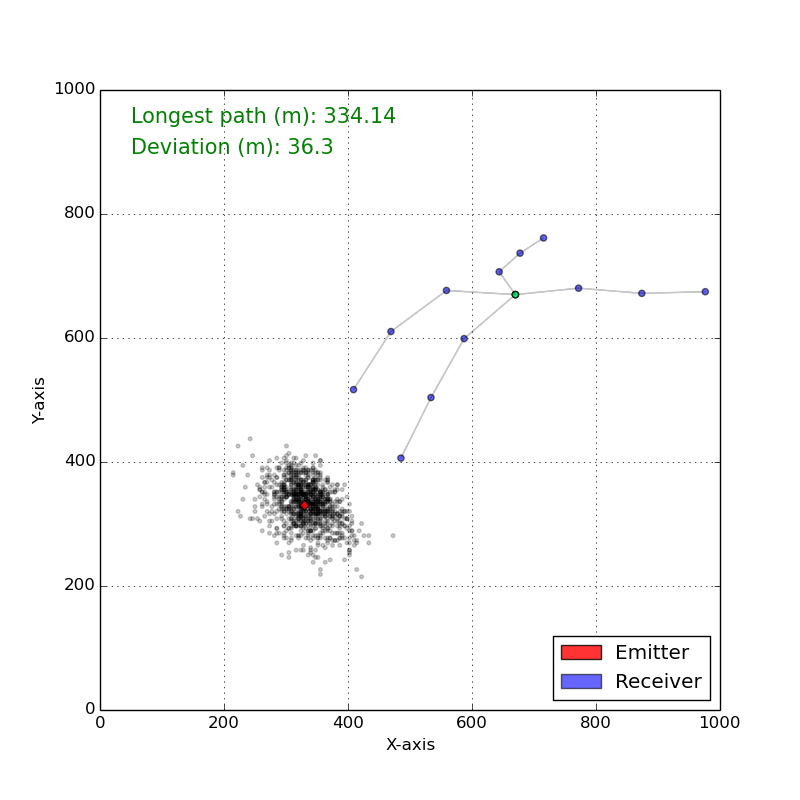 Longest path (m): 334.14
Deviation (m): 36.3
1000
800
600
400
200
0
Y-axis
0 200 400 600 800 1000
X-axis
Emitter
Receiver